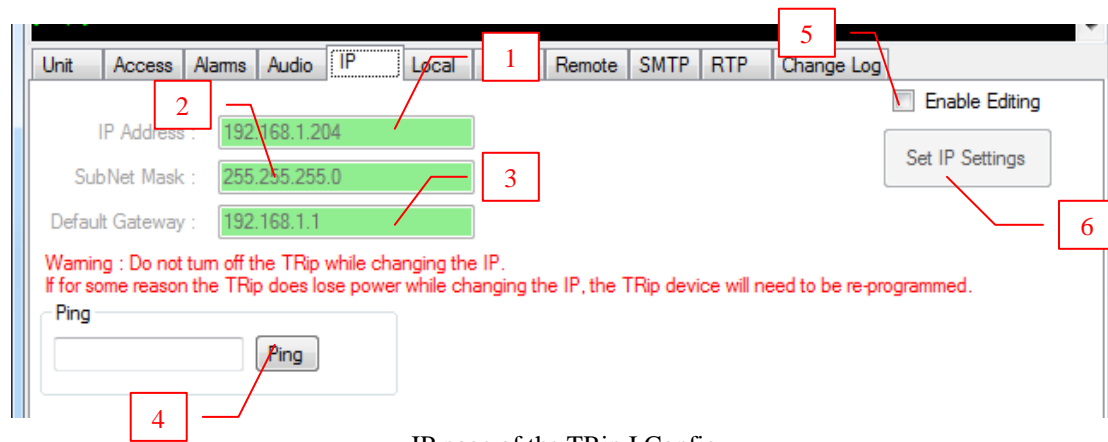 5
Unit Access Alarms Audio IP Local 1 Remote SMTP RTP Change Log
2
Enable Editing
IP Address : 192.168.1.204
Set IP Settings
SubNet Mask : 255.255.255.0
3
Default Gateway : 192.168.1.1
6
Warning : Do not turn off the TRip while changing the IP.
If for some reason the TRip does lose power while changing the IP, the TRip device will need to be re-programmed.
Ping
Ping
4